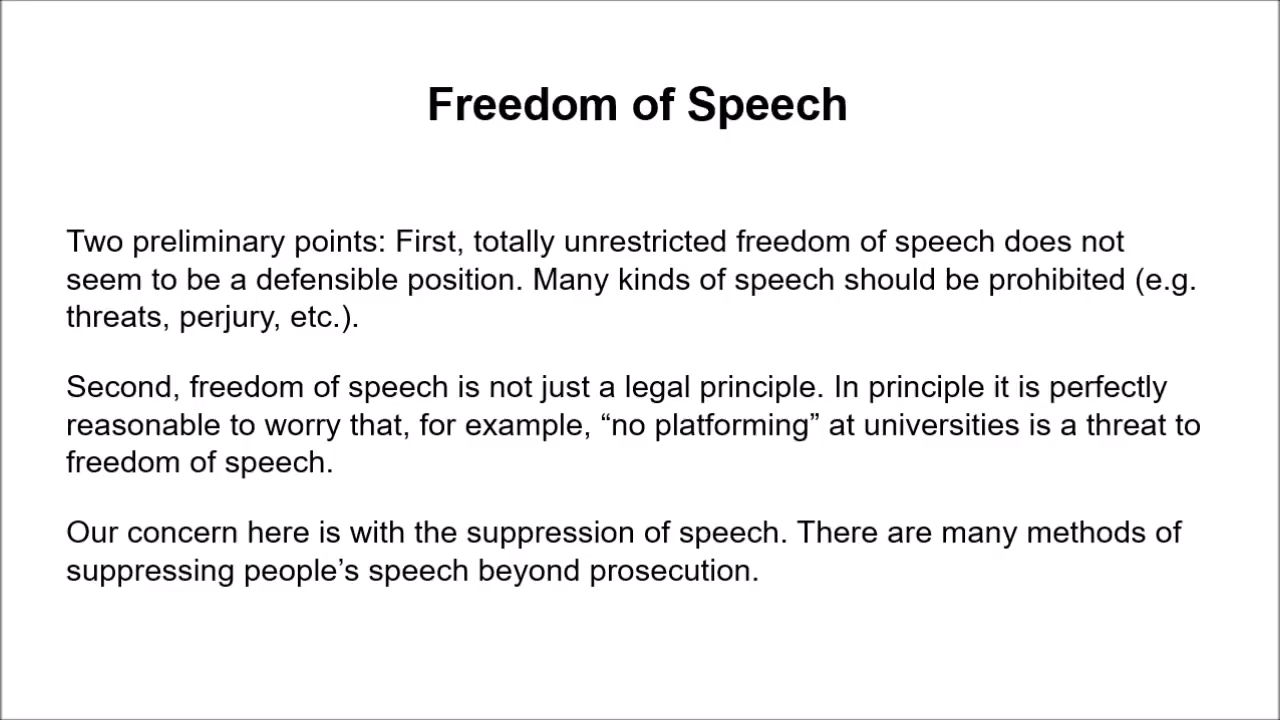 Freedom of Speech
Two preliminary points: First, totally unrestricted freedom of speech does not
seem to be a defensible position. Many kinds of speech should be prohibited (e.g.
threats, perjury, etc.).
Second, freedom of speech is not just a legal principle. In principle it is perfectly
reasonable to worry that, for example, “no platforming” at universities is a threat to
freedom of speech.
Our concern here is with the suppression of speech. There are many methods of
suppressing people’s speech beyond prosecution.